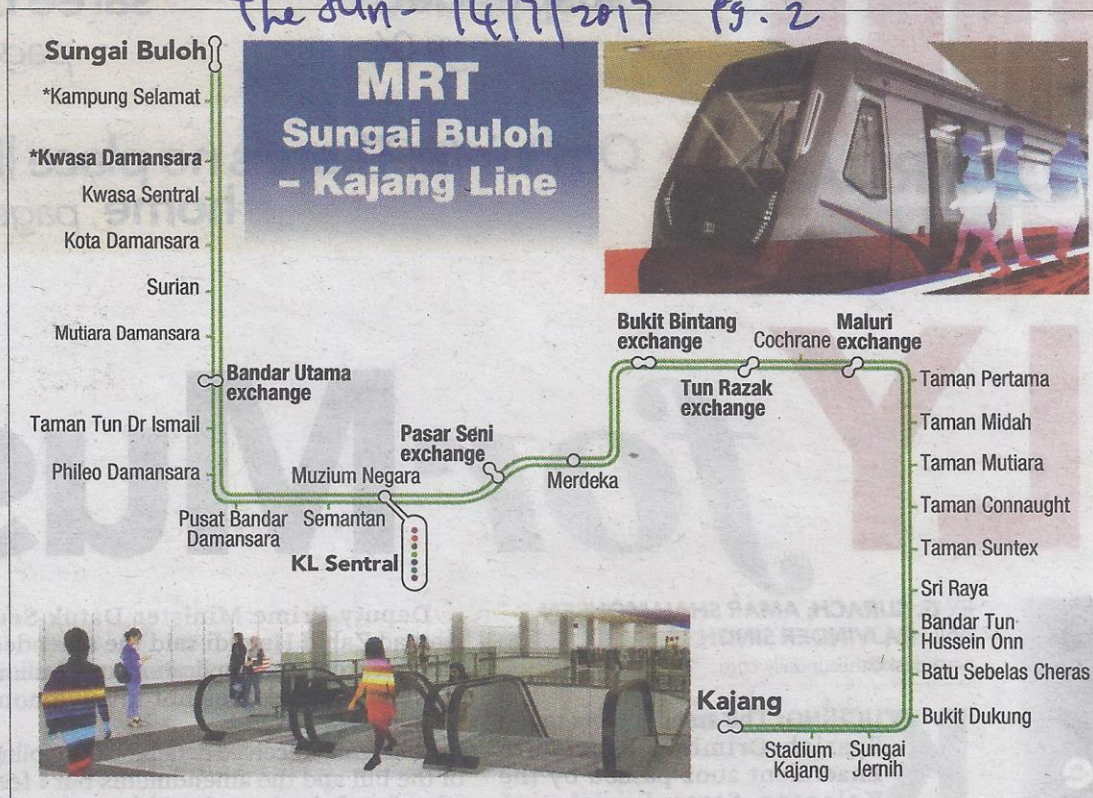 The Sun - 14/7/2017 Pg. 2
MRT
Sungai Buloh
– Kajang Line
Sungai Buloh
*Kampung Selamat
*Kwasa Damansara
Kwasa Sentral
Kota Damansara
Surian
Mutiara Damansara
Bandar Utama
exchange
Taman Tun Dr Ismail
Phileo Damansara
Pusat Bandar
Damansara
Semantan
Muzium Negara
KL Sentral
Pasar Seni
exchange
Merdeka
Bukit Bintang
exchange
Tun Razak
exchange
Cochrane
Maluri
exchange
Taman Pertama
Taman Midah
Taman Mutiara
Taman Connaught
Taman Suntex
Sri Raya
Bandar Tun
Hussein Onn
Batu Sebelas Cheras
Bukit Dukung
Sungai
Jernih
Stadium
Kajang
Kajang